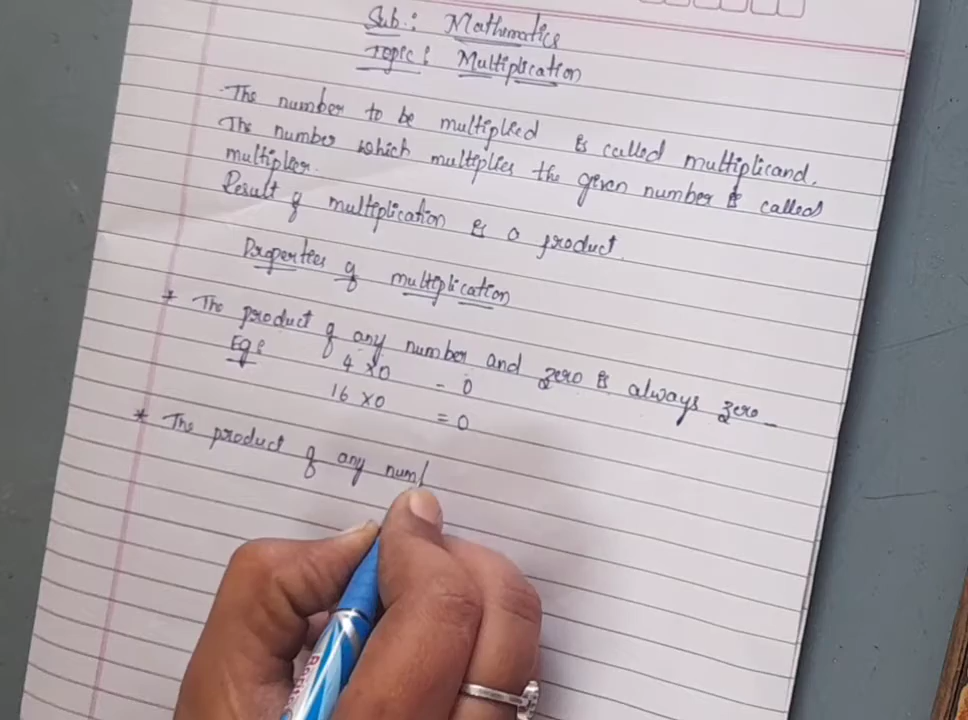 Sub: Mathematics
Topic: Multiplication
The number to be multiplied is called multiplicand.
The number which multiplies the given number is called
multiplier.
Result of multiplication is a product.
Properties of multiplication
* The product of any number and zero is always zero
Eg: 4 x 0 - 0
16 x 0 = 0
* The product of any num